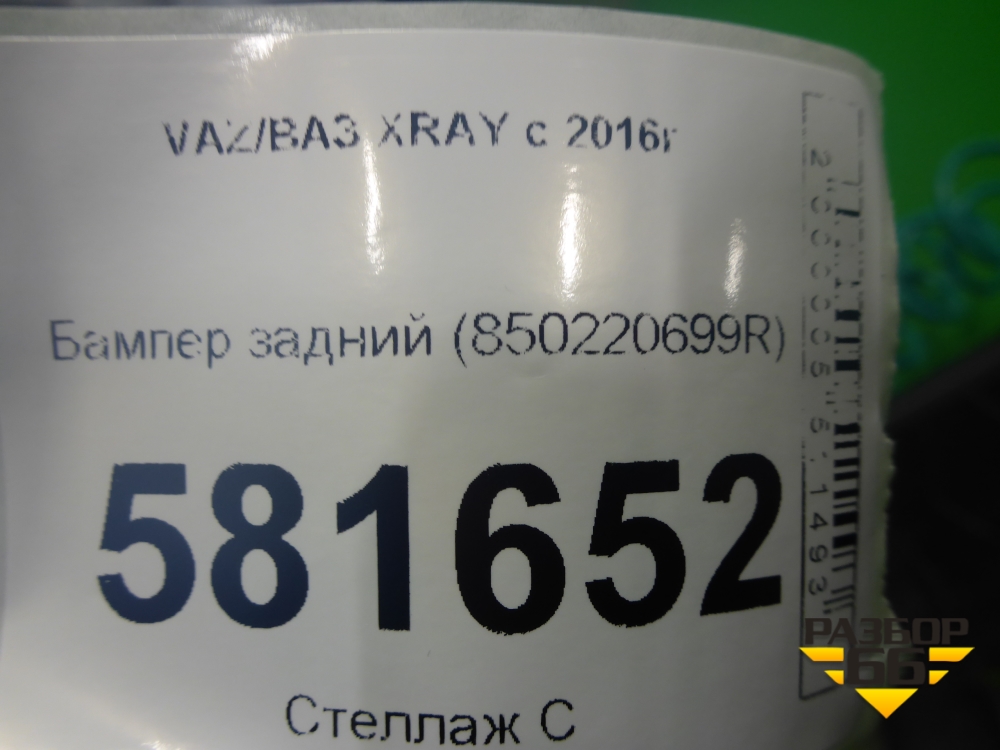 VAZ/ВАЗ XRAY с 2016г
Бампер задний (850220699R)
581652
Стеллаж С
РАЗБОР
66